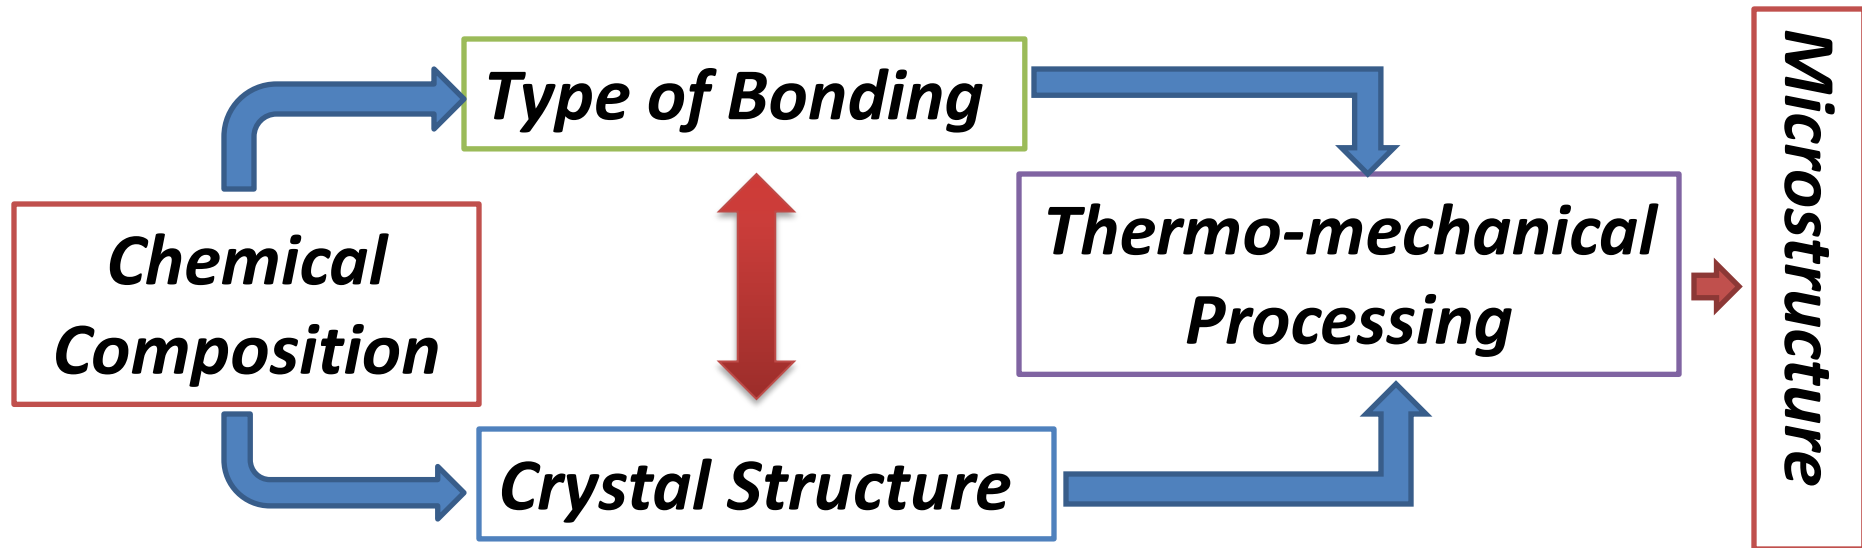 Type of Bonding
Chemical
Composition
Thermo-mechanical
Processing
Crystal Structure
Microstructure